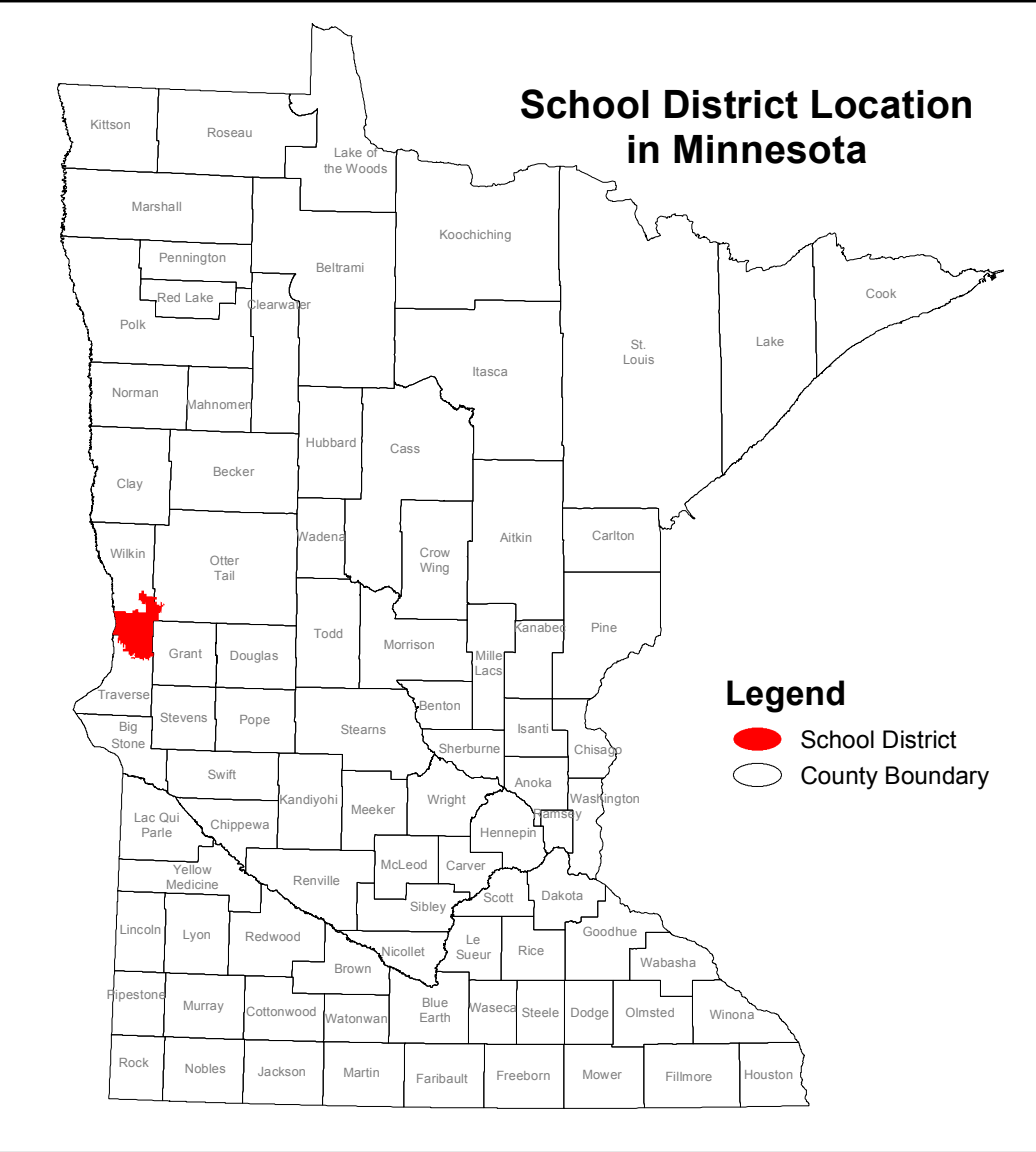 School District Location
in Minnesota
Kittson
Roseau
Lake of
the Woods
Marshall
Koochiching
Pennington
Beltrami
Red Lake
Clearwater
Cook
Polk
St.
Louis
Lake
Itasca
Norman
Mahnomen
Hubbard
Cass
Becker
Clay
Wadena
Aitkin
Carlton
Wilkin
Otter
Tail
Crow
Wing
Todd
Morrison
Kanabec
Pine
Grant
Douglas
Mille
Lacs
Traverse
Stevens
Pope
Stearns
Benton
Isanti
Big
Stone
Sherburne
Chisago
Swift
Kandiyohi
Meeker
Wright
Anoka
Washington
Ramsey
Lac Qui
Parle
Chippewa
Hennepin
Yellow
Medicine
Renville
McLeod
Carver
Sibley
Scott
Dakota
Lincoln
Lyon
Redwood
Nicollet
Le
Sueur
Rice
Goodhue
Brown
Wabasha
Pipestone
Murray
Cottonwood
Watonwan
Blue
Earth
Waseca
Steele
Dodge
Olmsted
Winona
Rock
Nobles
Jackson
Martin
Faribault
Freeborn
Mower
Fillmore
Houston
Legend
School District
County Boundary